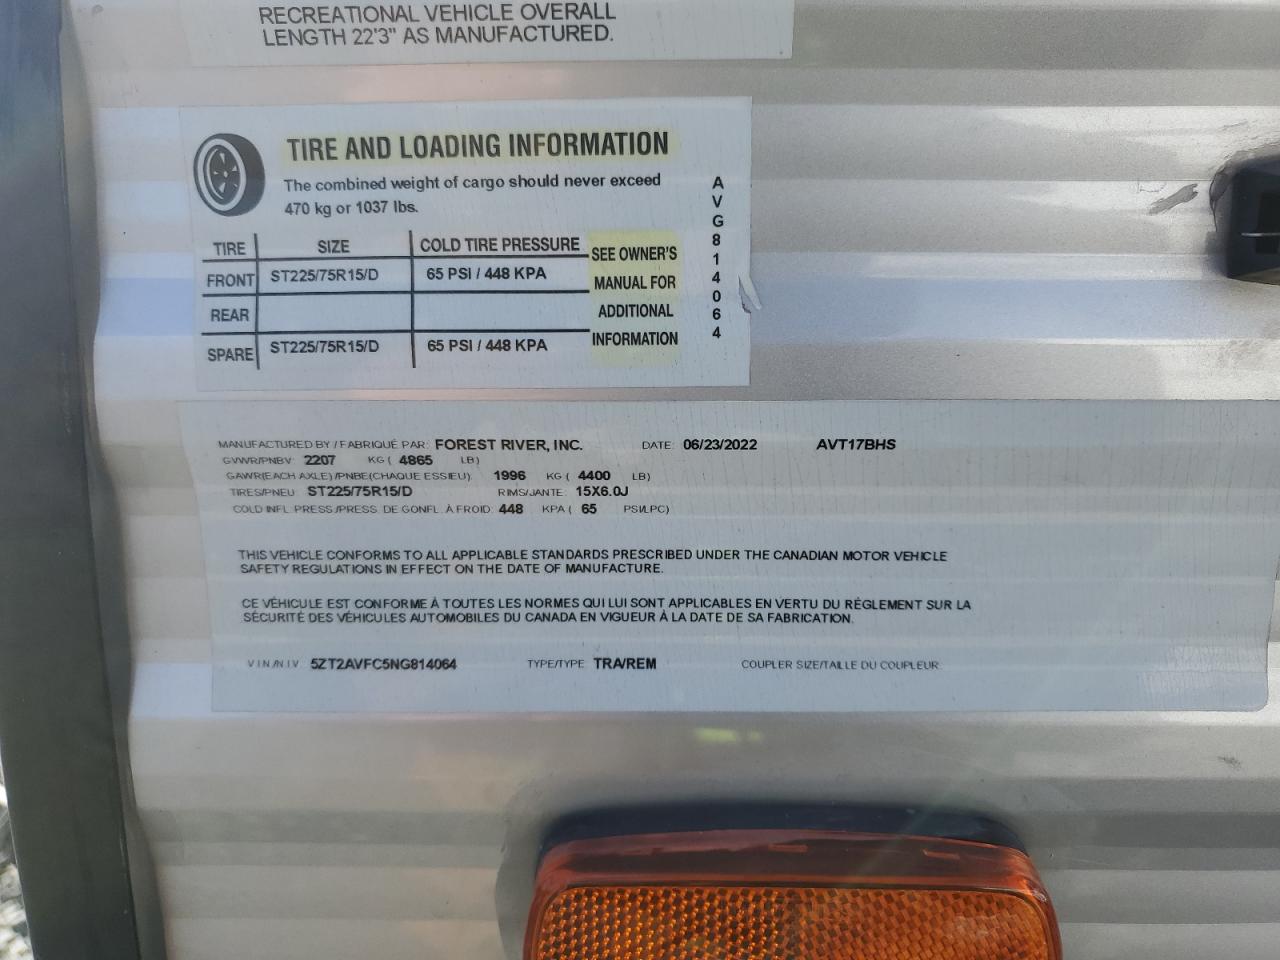 RECREATIONAL VEHICLE OVERALL
LENGTH 22'3" AS MANUFACTURED.
TIRE AND LOADING INFORMATION
The combined weight of cargo should never exceed
470 kg or 1037 lbs.
TIRE SIZE COLD TIRE PRESSURE
FRONT ST225/75R15/D 65 PSI / 448 KPA
REAR
SPARE ST225/75R15/D 65 PSI / 448 KPA
SEE OWNER'S
MANUAL FOR
ADDITIONAL
INFORMATION
AVG814064
MANUFACTURED BY / FABRIQUÉ PAR: FOREST RIVER, INC. DATE: 06/23/2022 AVT17BHS
GVWR/PNBV 2207 KG ( 4865 LB)
GAWR(EACH AXLE)/PNBE(CHAQUE ESSIEU) 1996 KG ( 4400 LB)
TIRES/PNEU ST225/75R15/D RIMS/JANTE: 15X6.0J
COLD INFL. PRESS./PRESS. DE GONFL. À FROID: 448 KPA ( 65 PSI/LPC)
THIS VEHICLE CONFORMS TO ALL APPLICABLE STANDARDS PRESCRIBED UNDER THE CANADIAN MOTOR VEHICLE
SAFETY REGULATIONS IN EFFECT ON THE DATE OF MANUFACTURE.
CE VÉHICULE EST CONFORME À TOUTES LES NORMES QUI LUI SONT APPLICABLES EN VERTU DU RÈGLEMENT SUR LA
SÉCURITÉ DES VÉHICULES AUTOMOBILES DU CANADA EN VIGUEUR À LA DATE DE SA FABRICATION.
V.I.N./N.I.V. 5ZT2AVFC5NG814064 TYPE/TYPE TRA/REM COUPLER SIZE/TAILLE DU COUPLEUR